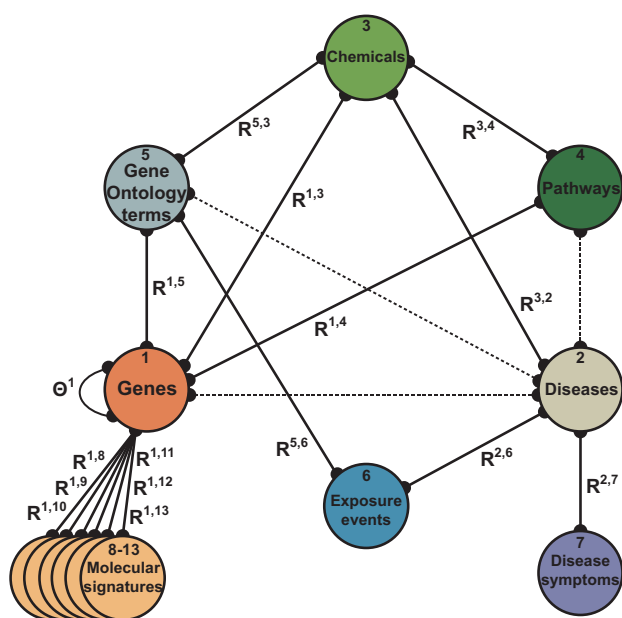 3
Chemicals
R5,3
R3,4
5
Gene
Ontology
terms
4
Pathways
R1,3
R1,5
R1,4
R3,2
1
Genes
Θ1
2
Diseases
R1,8
R1,11
R1,9
R1,12
R1,10
R1,13
R5,6
R2,6
R2,7
6
Exposure
events
8-13
Molecular
signatures
7
Disease
symptoms